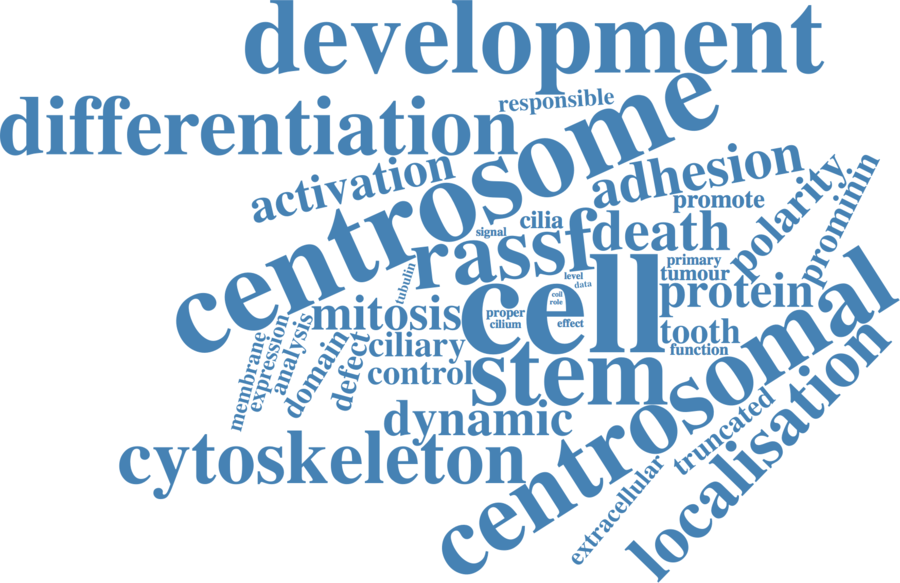 development
differentiation
responsible
centrosome
activation
adhesion
promote
polarity
prominin
cilia
signal
rassf
death
primary
tumour
level
data
tubulin
cell
coil
role
protein
mitosis
proper
cilium
effect
tooth
function
ciliary
control
stem
membrane
expression
analysis
domain
defect
centrosomal
dynamic
cytoskeleton
truncated
localisation
extracellular